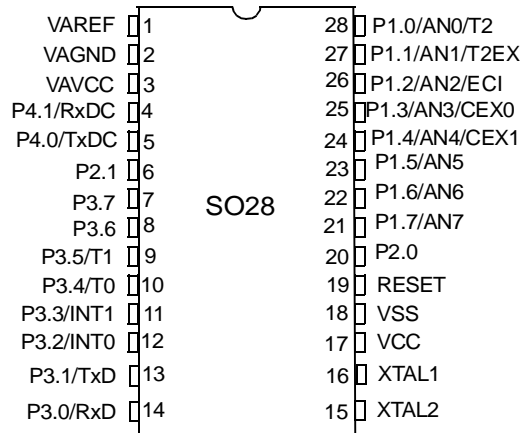 VAREF 1 28 P1.0/AN0/T2
VAGND 2 27 P1.1/AN1/T2EX
VAVCC 3 26 P1.2/AN2/ECI
P4.1/RxDC 4 25 P1.3/AN3/CEX0
P4.0/TxDC 5 24 P1.4/AN4/CEX1
P2.1 6 23 P1.5/AN5
P3.7 7 22 P1.6/AN6
SO28
P3.6 8 21 P1.7/AN7
P3.5/T1 9 20 P2.0
P3.4/T0 10 19 RESET
P3.3/INT1 11 18 VSS
P3.2/INT0 12 17 VCC
P3.1/TxD 13 16 XTAL1
P3.0/RxD 14 15 XTAL2